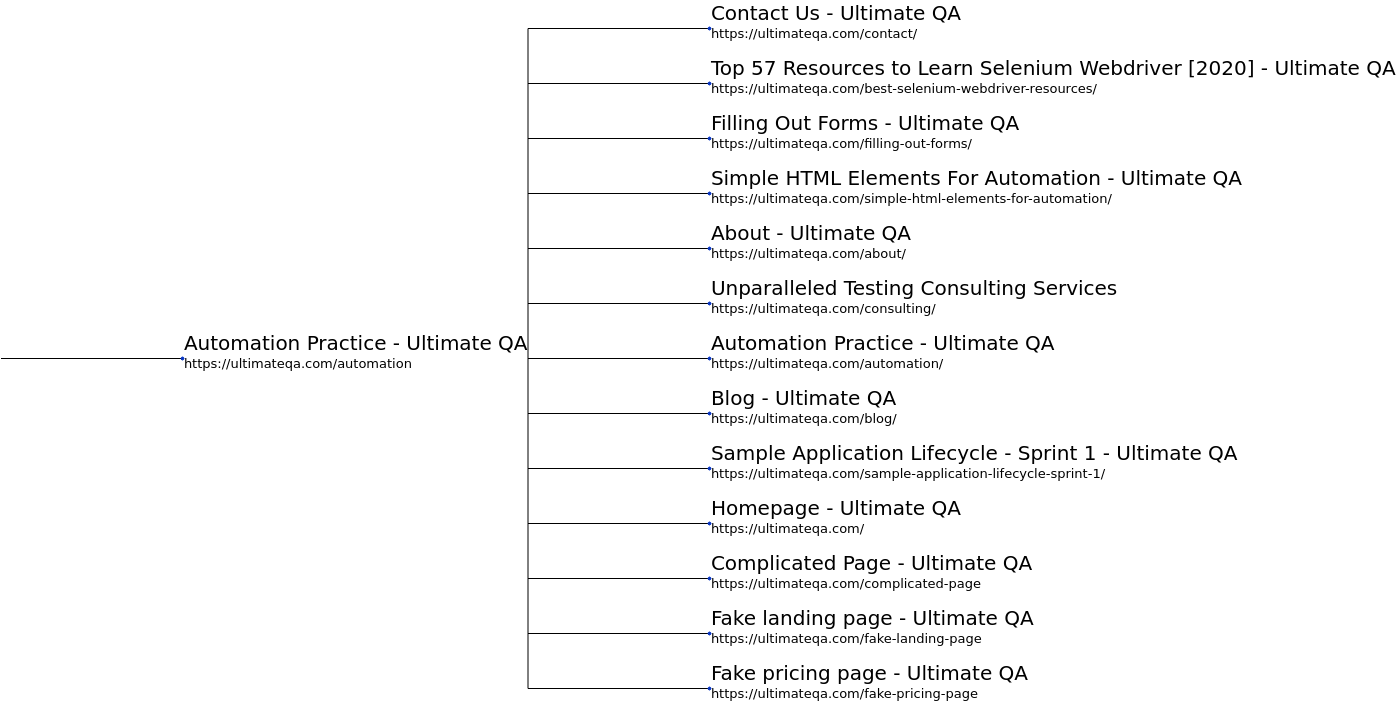 Contact Us - Ultimate QA
https://ultimateqa.com/contact/
Top 57 Resources to Learn Selenium Webdriver [2020] - Ultimate QA
https://ultimateqa.com/best-selenium-webdriver-resources/
Filling Out Forms - Ultimate QA
https://ultimateqa.com/filling-out-forms/
Simple HTML Elements For Automation - Ultimate QA
https://ultimateqa.com/simple-html-elements-for-automation/
About - Ultimate QA
https://ultimateqa.com/about/
Unparalleled Testing Consulting Services
https://ultimateqa.com/consulting/
Automation Practice - Ultimate QA
https://ultimateqa.com/automation
Automation Practice - Ultimate QA
https://ultimateqa.com/automation/
Blog - Ultimate QA
https://ultimateqa.com/blog/
Sample Application Lifecycle - Sprint 1 - Ultimate QA
https://ultimateqa.com/sample-application-lifecycle-sprint-1/
Homepage - Ultimate QA
https://ultimateqa.com/
Complicated Page - Ultimate QA
https://ultimateqa.com/complicated-page
Fake landing page - Ultimate QA
https://ultimateqa.com/fake-landing-page
Fake pricing page - Ultimate QA
https://ultimateqa.com/fake-pricing-page